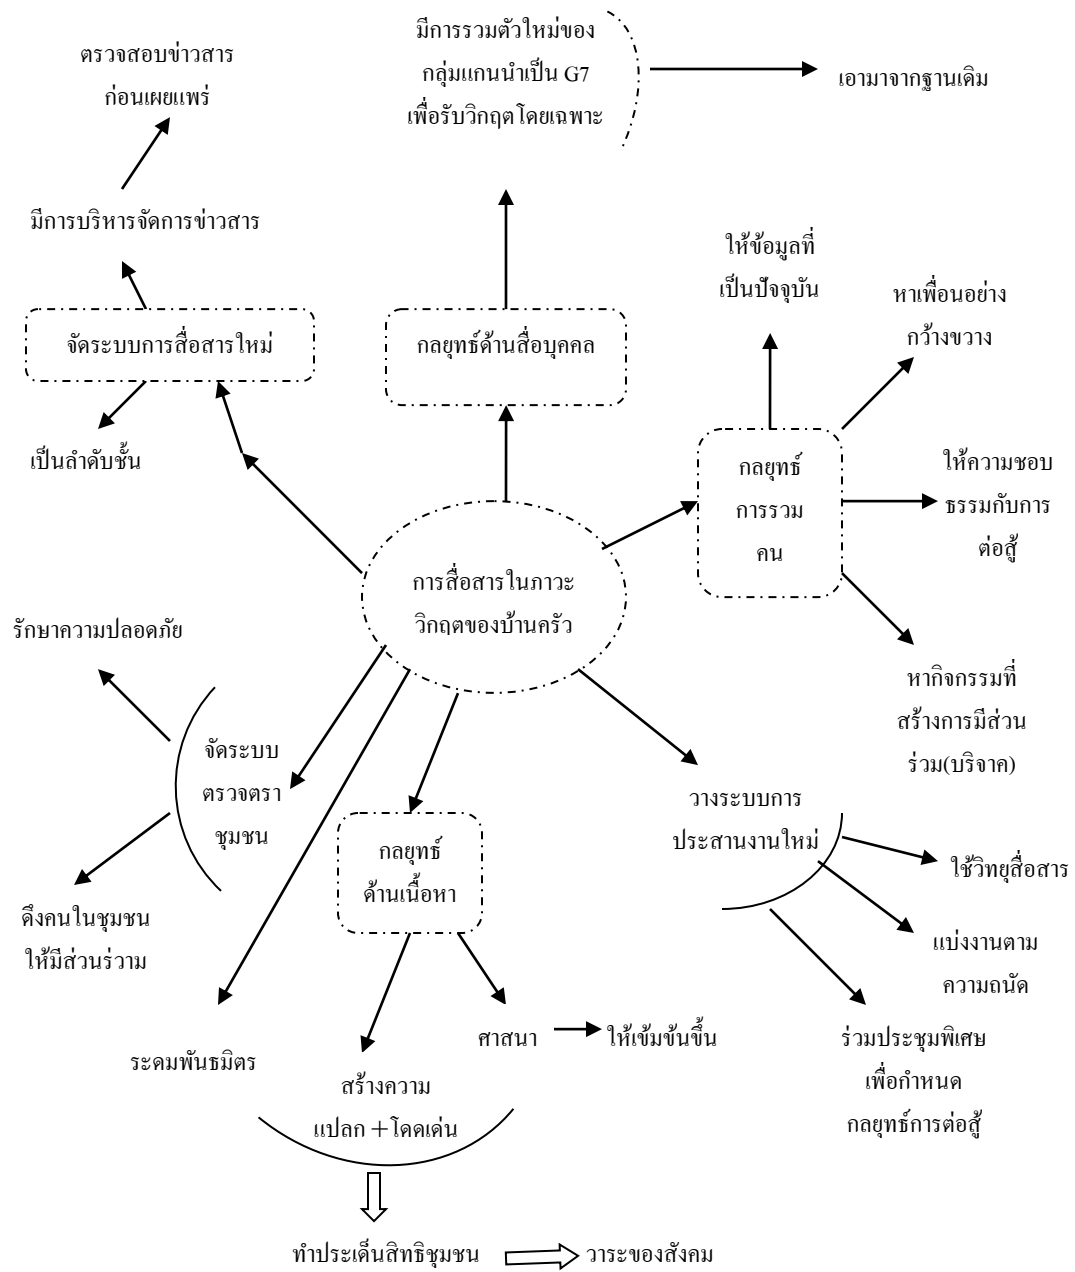 มีการรวมตัวใหม่ของ
กลุ่มแกนนำเป็น G7
เพื่อรับวิกฤตโดยเฉพาะ
เอามาจากฐานเดิม
ตรวจสอบข่าวสาร
ก่อนเผยแพร่
มีการบริหารจัดการข่าวสาร
จัดระบบการสื่อสารใหม่
เป็นลำดับชั้น
กลยุทธ์ด้านสื่อบุคคล
ให้ข้อมูลที่
เป็นปัจจุบัน
หาเพื่อนอย่าง
กว้างขวาง
กลยุทธ์
การรวม
คน
ให้ความชอบ
ธรรมกับการ
ต่อสู้
หากิจกรรมที่
สร้างการมีส่วน
ร่วม(บริจาค)
การสื่อสารในภาวะ
วิกฤตของบ้านครัว
รักษาความปลอดภัย
จัดระบบ
ตรวจตรา
ชุมชน
ดึงคนในชุมชน
ให้มีส่วนร่วาม
ระดมพันธมิตร
กลยุทธ์
ด้านเนื้อหา
สร้างความ
แปลก +โดดเด่น
ศาสนา
ให้เข้มข้นขึ้น
วางระบบการ
ประสานงานใหม่
ใช้วิทยุสื่อสาร
แบ่งงานตาม
ความถนัด
ร่วมประชุมพิเศษ
เพื่อกำหนด
กลยุทธ์การต่อสู้
ทำประเด็นสิทธิชุมชน
วาระของสังคม